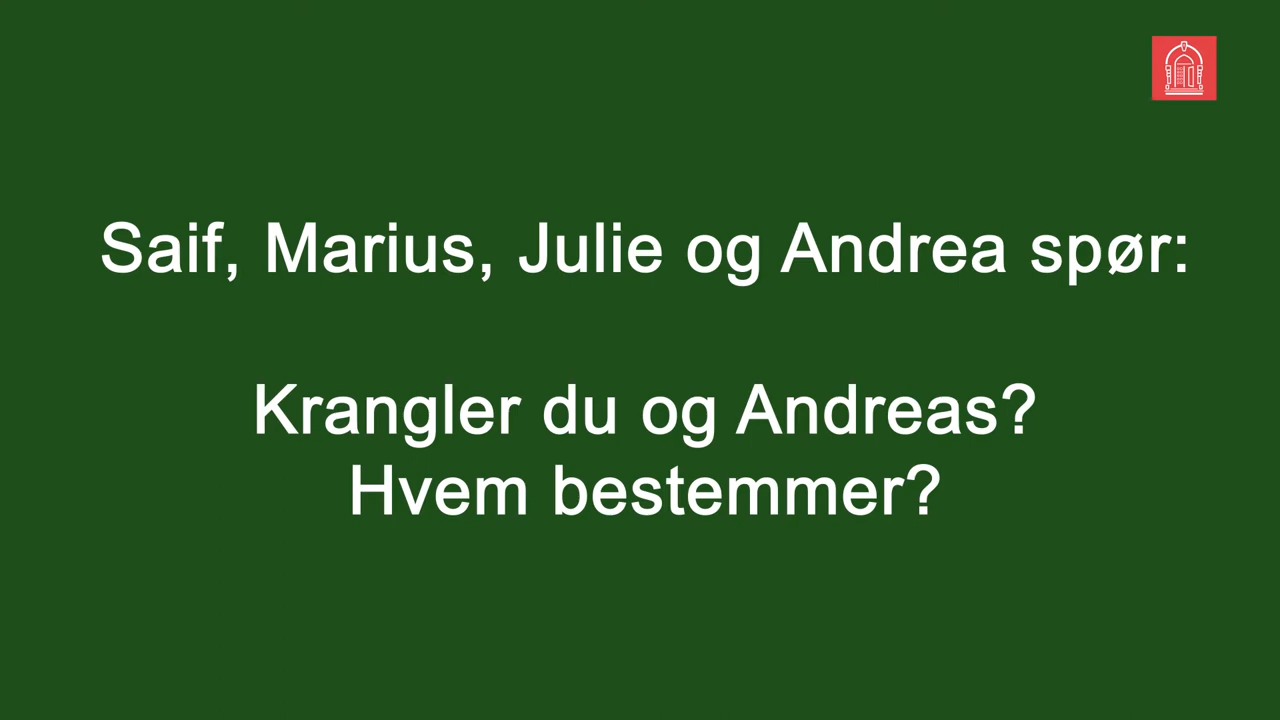 Saif, Marius, Julie og Andrea spør:
Krangler du og Andreas?
Hvem bestemmer?